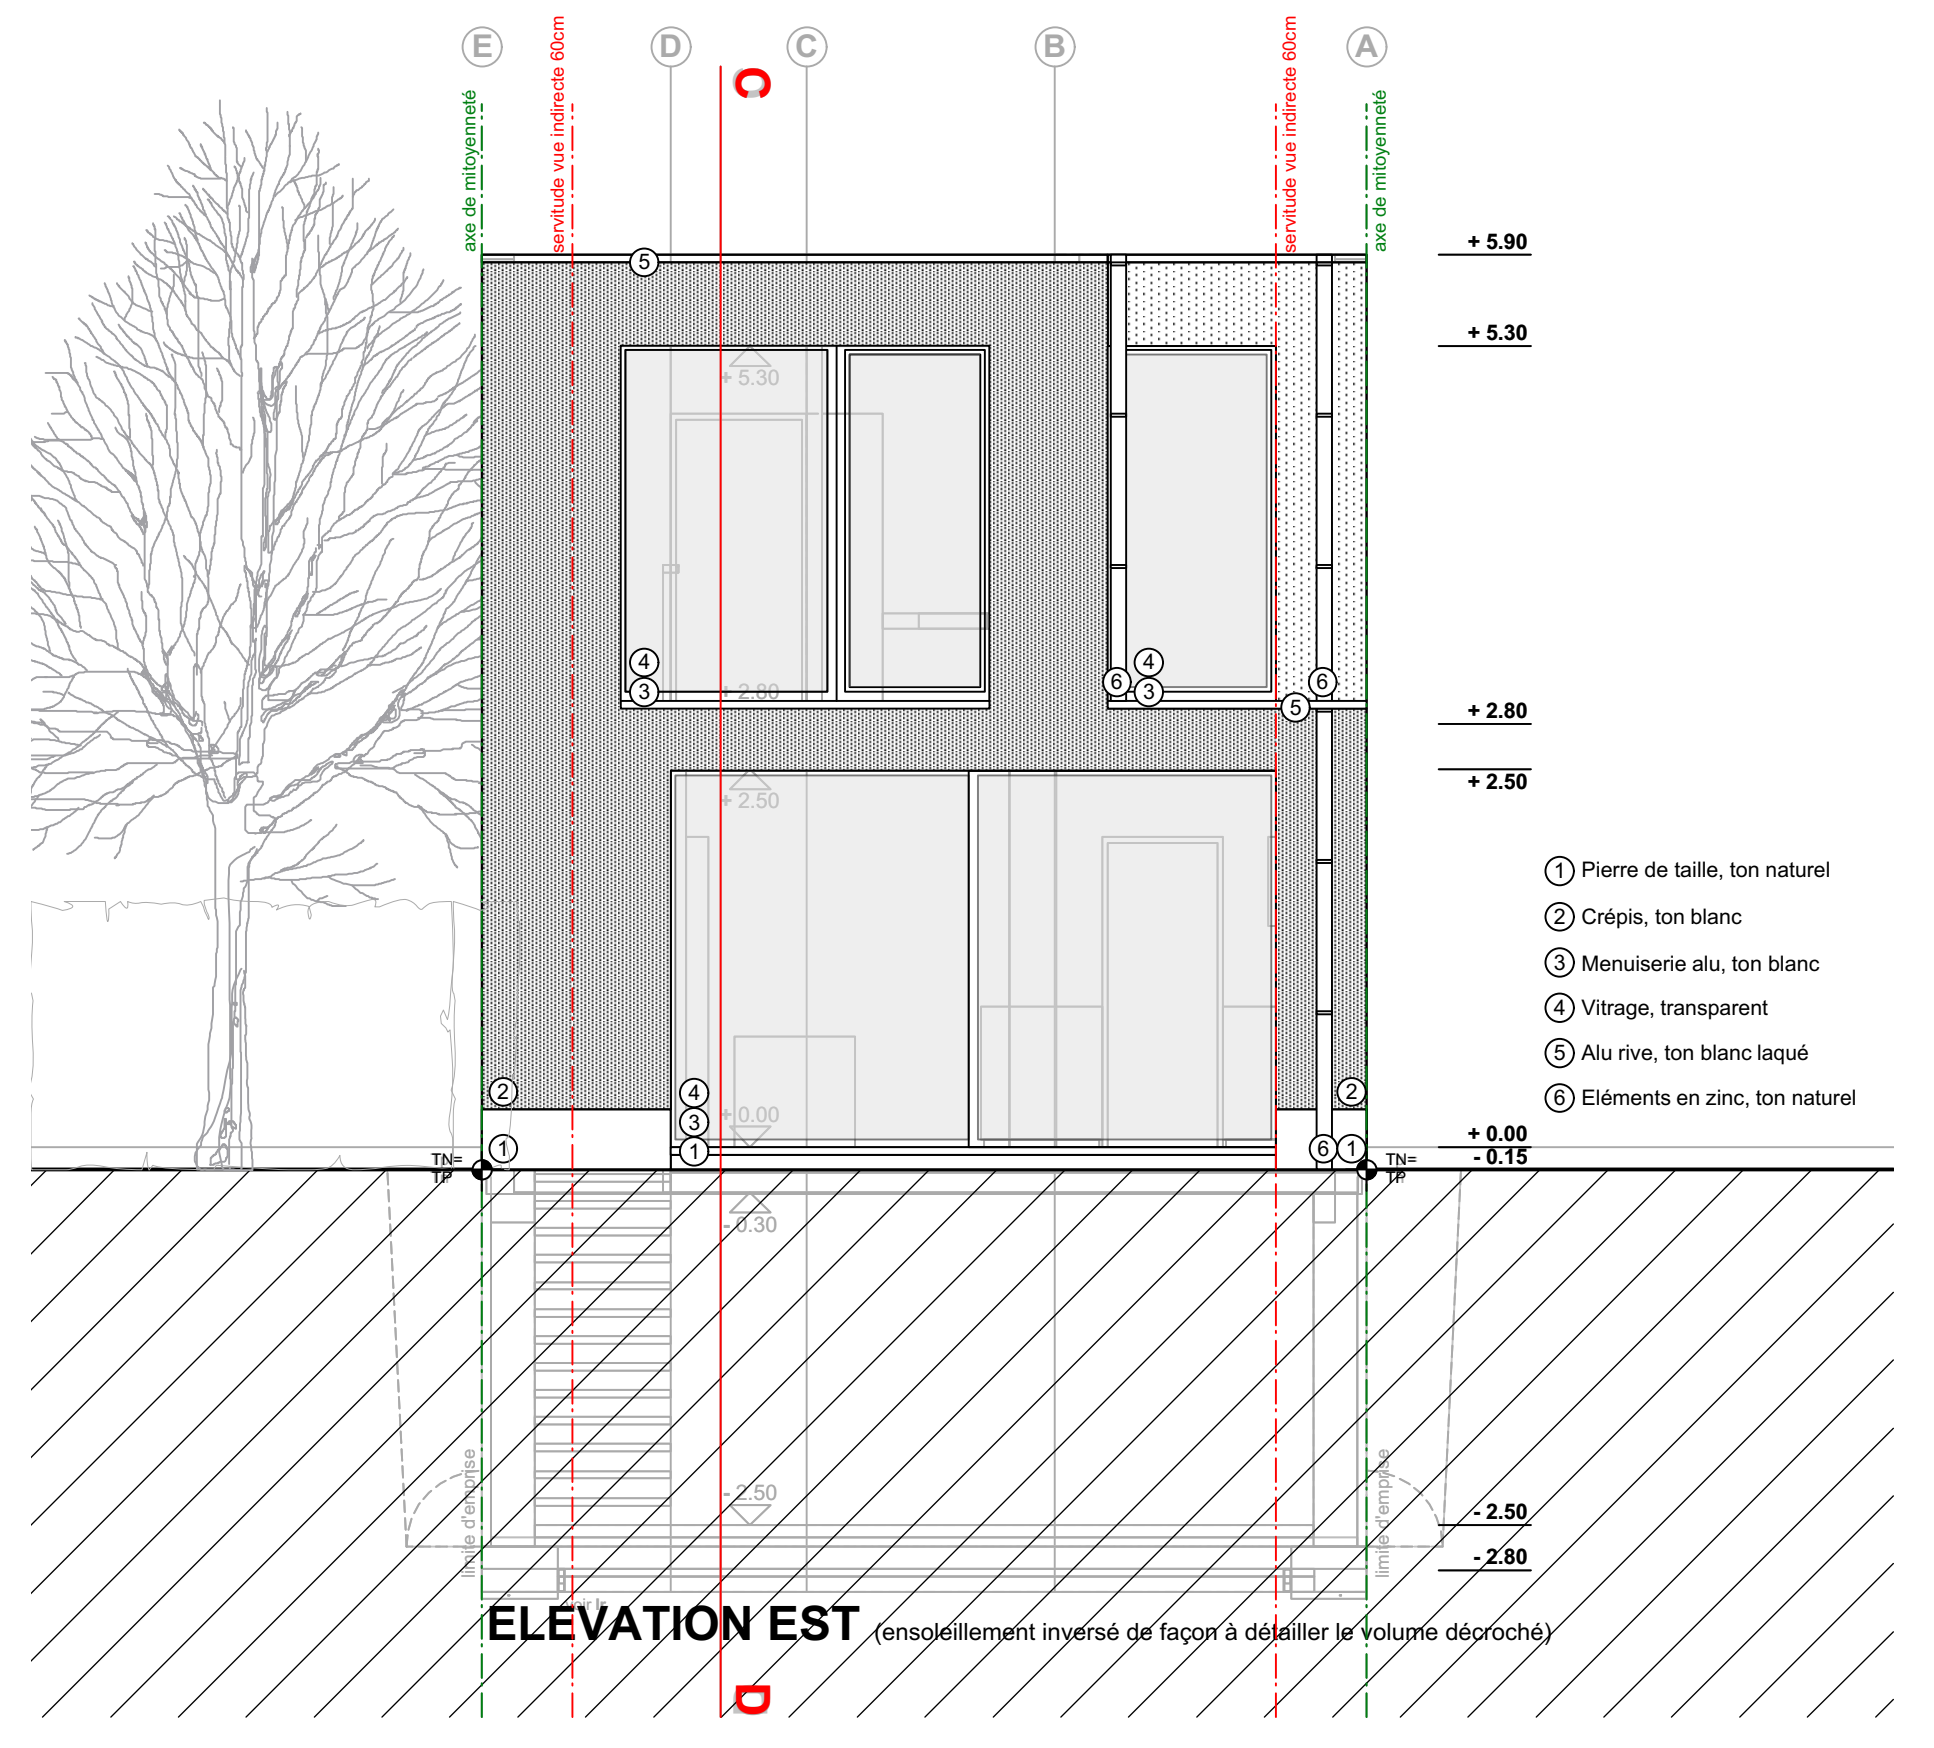 E
D
C
B
A
axe de mitoyenneté
servitude vue indirecte 60cm
C
servitude vue indirecte 60cm
axe de mitoyenneté
+ 5.90
5
+ 5.30
+ 5.30
4
3
+ 2.80
6
4
3
6
5
+ 2.80
+ 2.50
+ 2.50
1 Pierre de taille, ton naturel
2 Crépis, ton blanc
3 Menuiserie alu, ton blanc
4 Vitrage, transparent
5 Alu rive, ton blanc laqué
6 Eléments en zinc, ton naturel
2
4
3
1
+ 0.00
2
1
6
1
+ 0.00
- 0.15
TN=
TP
TN=
TP
- 0.30
- 2.50
limite d'emprise
limite d'emprise
- 2.50
- 2.80
ELEVATION EST (ensoleillement inversé de façon à détailler le volume décroché)
D